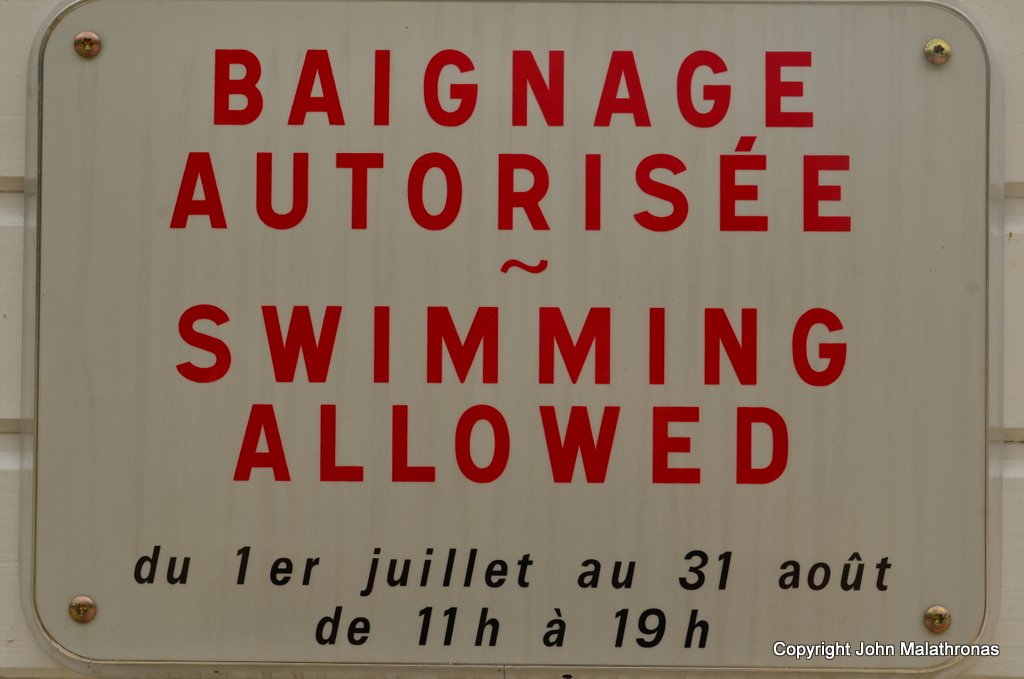 BAIGNAGE
AUTORISÉE
~
SWIMMING
ALLOWED
du 1er juillet au 31 août
de 11h à 19h
Copyright John Malathronas